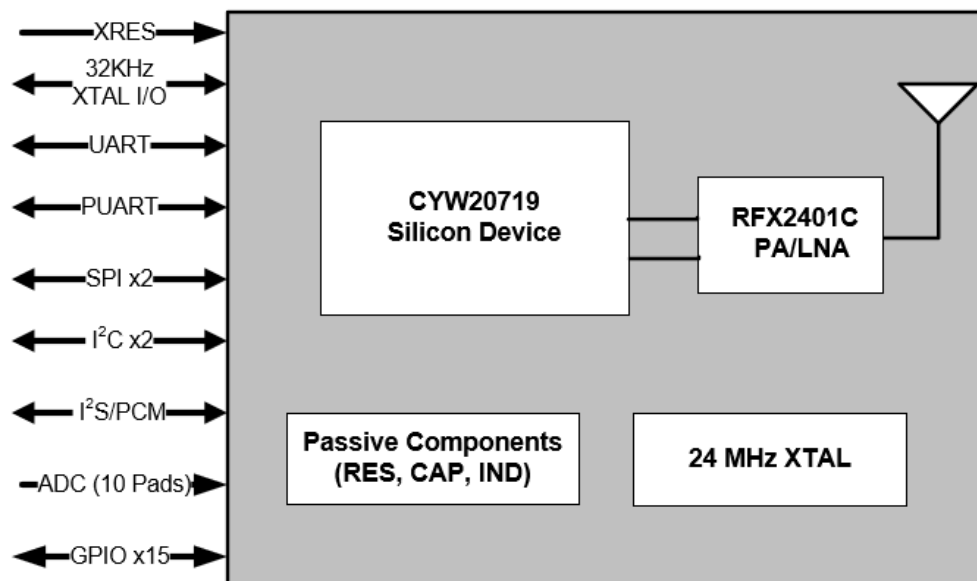 XRES
32KHz
XTAL I/O
UART
PUART
SPI x2
I²C x2
I²S/PCM
ADC (10 Pads)
GPIO x15
CYW20719
Silicon Device
RFX2401C
PA/LNA
Passive Components
(RES, CAP, IND)
24 MHz XTAL